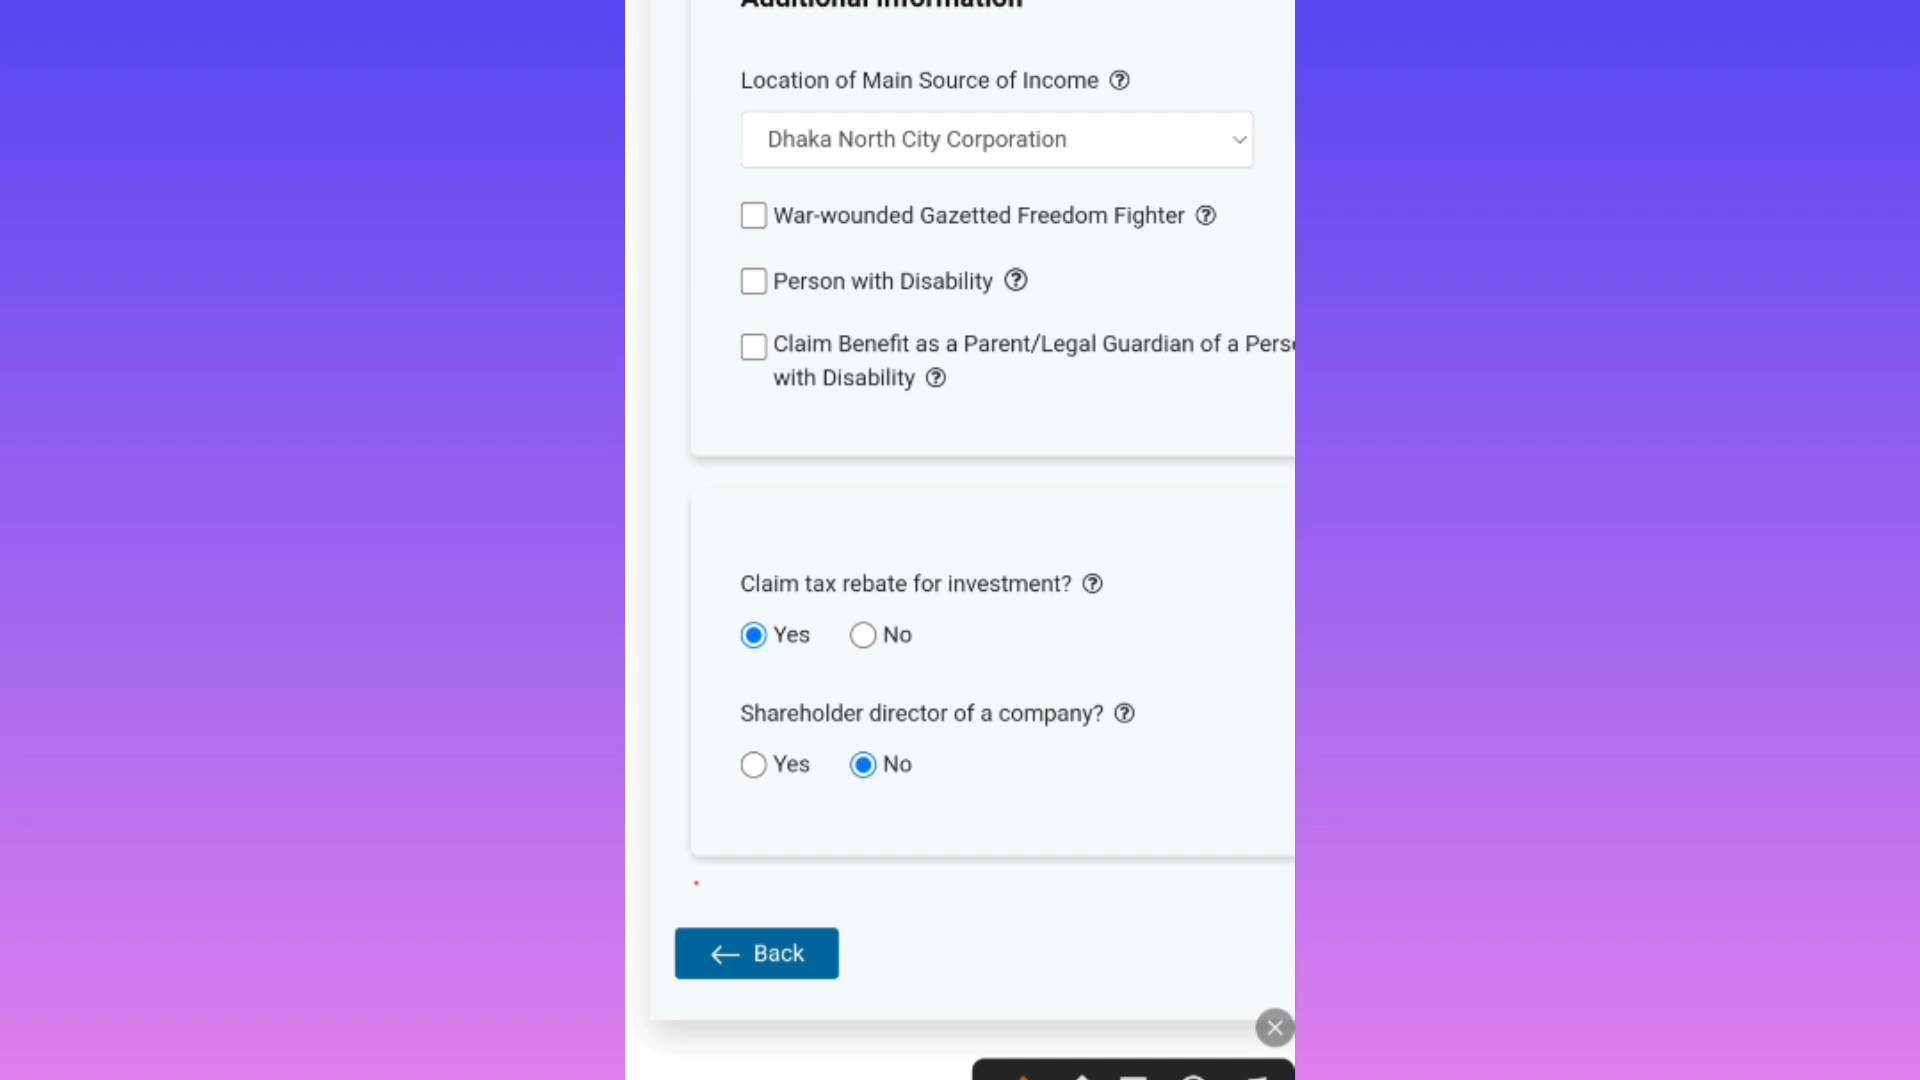 Additional Information
Location of Main Source of Income
Dhaka North City Corporation
War-wounded Gazetted Freedom Fighter
Person with Disability
Claim Benefit as a Parent/Legal Guardian of a
with Disability
Claim tax rebate for investment?
Yes No
Shareholder director of a company?
Yes No
Back